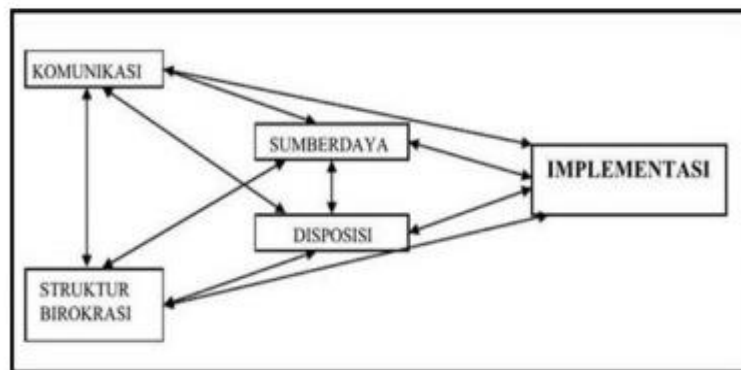 KOMUNIKASI
SUMBERDAYA
IMPLEMENTASI
DISPOSISI
STRUKTUR
BIROKRASI